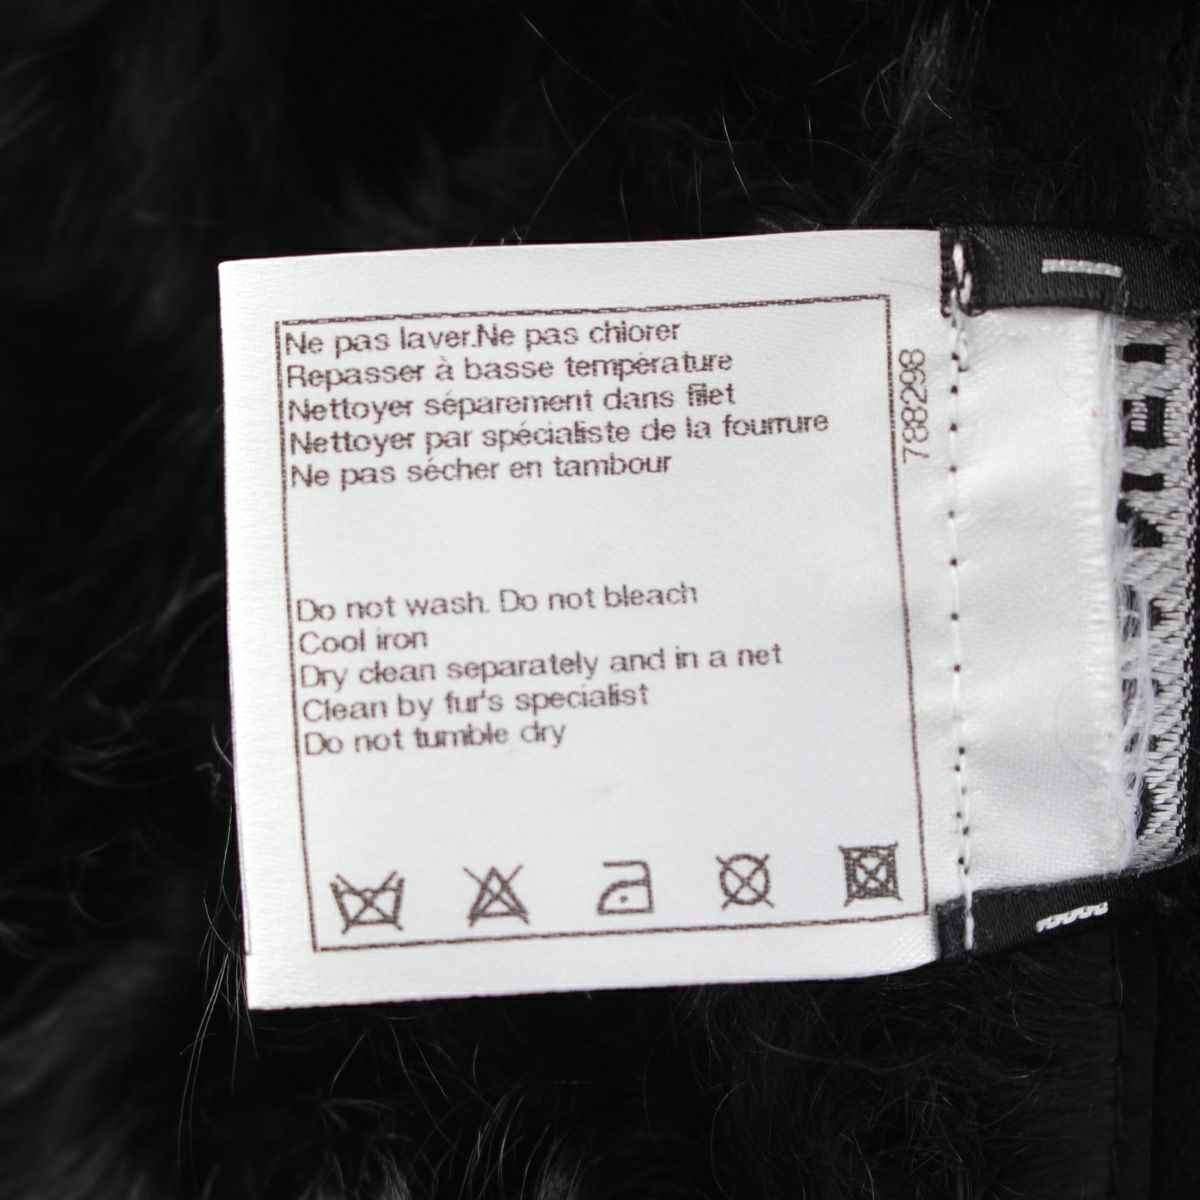 Ne pas laver.Ne pas chlorer
Repasser à basse température
Nettoyer séparement dans filet
Nettoyer par spécialiste de la fourrure
Ne pas sécher en tambour
788298
Do not wash. Do not bleach
Cool iron
Dry clean separately and in a net
Clean by fur's specialist
Do not tumble dry